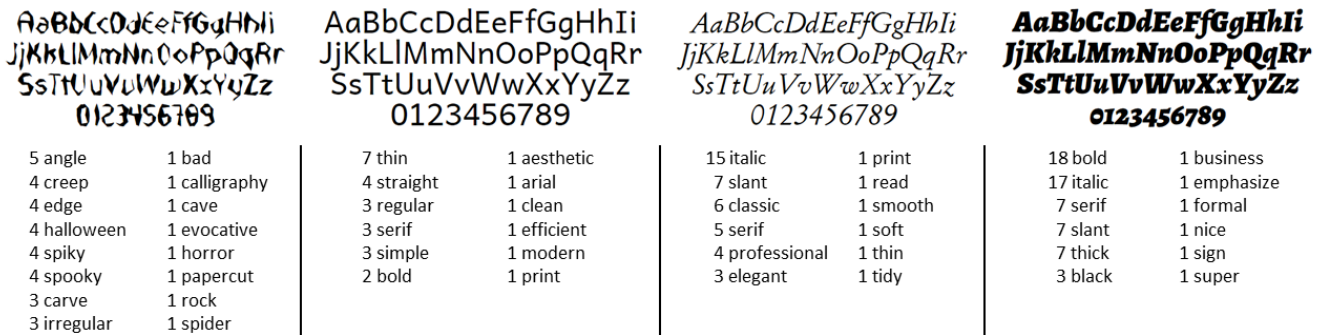 AaBbCcDdEeFfGgHhIi
JjKkLlMmNnOoPpQqRr
SsTtUuVvWwXxYyZz
0123456789
5 angle 1 bad
4 creep 1 calligraphy
4 edge 1 cave
4 halloween 1 evocative
4 spiky 1 horror
4 spooky 1 papercut
3 carve 1 rock
3 irregular 1 spider
AaBbCcDdEeFfGgHhIi
JjKkLlMmNnOoPpQqRr
SsTtUuVvWwXxYyZz
0123456789
7 thin 1 aesthetic
4 straight 1 arial
3 regular 1 clean
3 serif 1 efficient
3 simple 1 modern
2 bold 1 print
AaBbCcDdEeFfGgHhIi
JjKkLlMmNnOoPpQqRr
SsTtUuVvWwXxYyZz
0123456789
15 italic 1 print
7 slant 1 read
6 classic 1 smooth
5 serif 1 soft
4 professional 1 thin
3 elegant 1 tidy
AaBbCcDdEeFfGgHhIi
JjKkLlMmNnOoPpQqRr
SsTtUuVvWwXxYyZz
0123456789
18 bold 1 business
17 italic 1 emphasize
7 serif 1 formal
7 slant 1 nice
7 thick 1 sign
3 black 1 super